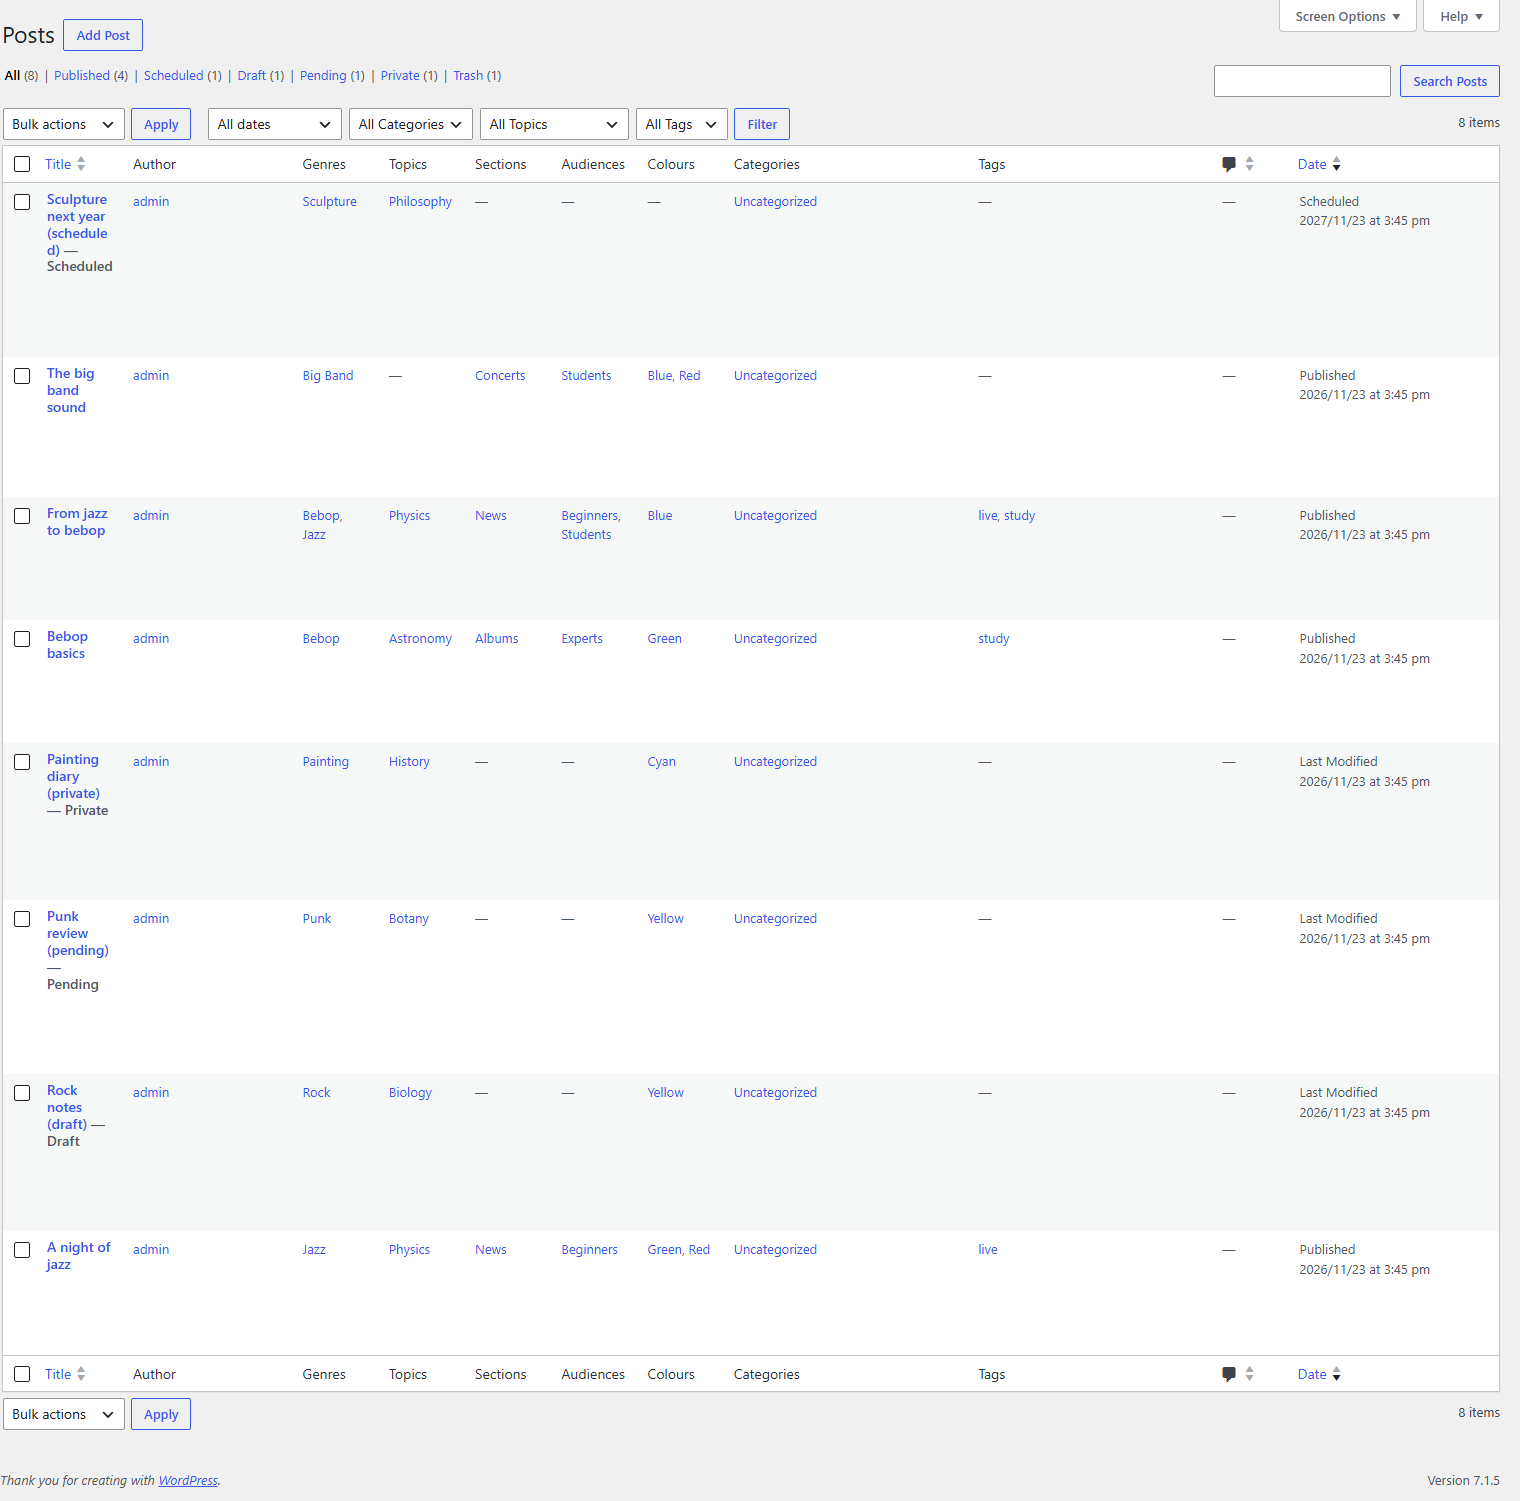 Screen Options ▼ Help ▼
Posts Add Post
All (8) | Published (4) | Scheduled (1) | Draft (1) | Pending (1) | Private (1) | Trash (1)
Search Posts
Bulk actions Apply All dates All Categories All Topics All Tags Filter 8 items
Title Author Genres Topics Sections Audiences Colours Categories Tags Date
Sculpture next year (scheduled) — Scheduled admin Sculpture Philosophy — — — Uncategorized — — Scheduled 2027/11/23 at 3:45 pm
The big band sound admin Big Band — Concerts Students Blue, Red Uncategorized — — Published 2026/11/23 at 3:45 pm
From jazz to bebop admin Bebop, Jazz Physics News Beginners, Students Blue Uncategorized live, study — Published 2026/11/23 at 3:45 pm
Bebop basics admin Bebop Astronomy Albums Experts Green Uncategorized study — Published 2026/11/23 at 3:45 pm
Painting diary (private) — Private admin Painting History — — Cyan Uncategorized — — Last Modified 2026/11/23 at 3:45 pm
Punk review (pending) — Pending admin Punk Botany — — Yellow Uncategorized — — Last Modified 2026/11/23 at 3:45 pm
Rock notes (draft) — Draft admin Rock Biology — — Yellow Uncategorized — — Last Modified 2026/11/23 at 3:45 pm
A night of jazz admin Jazz Physics News Beginners Green, Red Uncategorized live — Published 2026/11/23 at 3:45 pm
Title Author Genres Topics Sections Audiences Colours Categories Tags Date
Bulk actions Apply 8 items
Thank you for creating with WordPress. Version 7.1.5